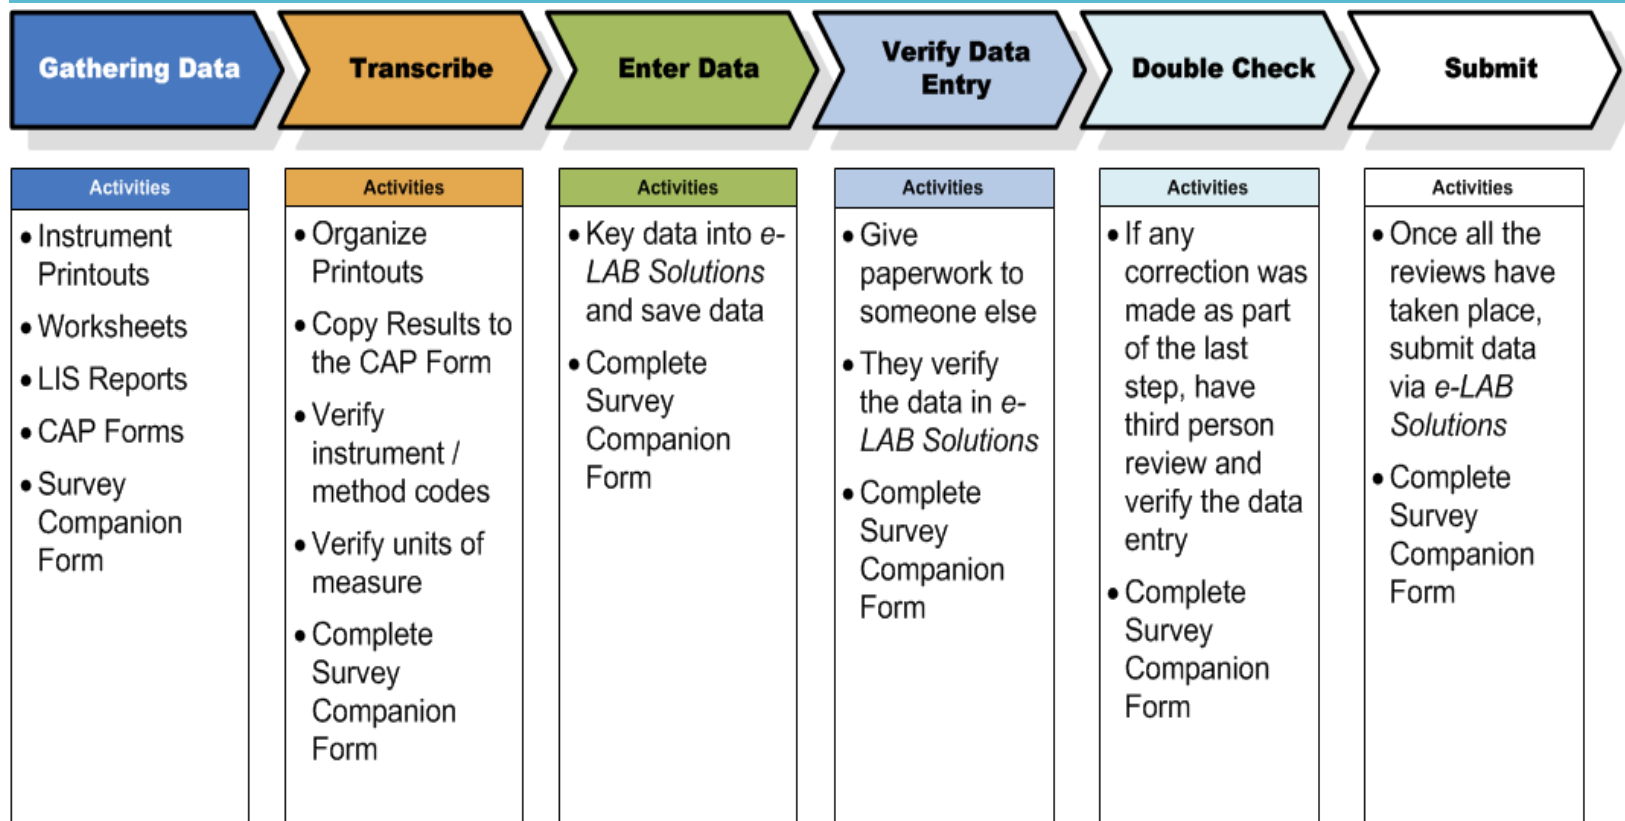 Gathering Data
Transcribe
Enter Data
Verify Data
Entry
Double Check
Submit
Activities
• Instrument
Printouts
• Worksheets
• LIS Reports
• CAP Forms
• Survey
Companion
Form
Activities
• Organize
Printouts
• Copy Results to
the CAP Form
• Verify
instrument /
method codes
• Verify units of
measure
• Complete
Survey
Companion
Form
Activities
• Key data into e-
LAB Solutions
and save data
• Complete
Survey
Companion
Form
Activities
• Give
paperwork to
someone else
• They verify
the data in e-
LAB Solutions
• Complete
Survey
Companion
Form
Activities
• If any
correction was
made as part
of the last
step, have
third person
review and
verify the data
entry
• Complete
Survey
Companion
Form
Activities
• Once all the
reviews have
taken place,
submit data
via e-LAB
Solutions
• Complete
Survey
Companion
Form